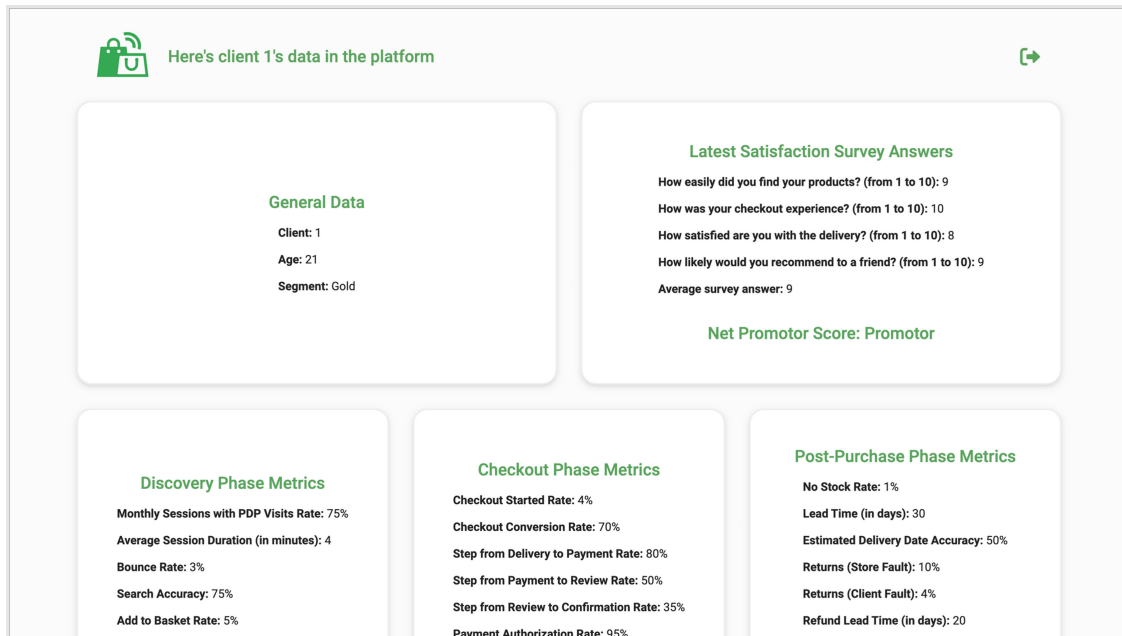 Here's client 1's data in the platform
General Data
Client: 1
Age: 21
Segment: Gold
Latest Satisfaction Survey Answers
How easily did you find your products? (from 1 to 10): 9
How was your checkout experience? (from 1 to 10): 10
How satisfied are you with the delivery? (from 1 to 10): 8
How likely would you recommend to a friend? (from 1 to 10): 9
Average survey answer: 9
Net Promotor Score: Promotor
Discovery Phase Metrics
Monthly Sessions with PDP Visits Rate: 75%
Average Session Duration (in minutes): 4
Bounce Rate: 3%
Search Accuracy: 75%
Add to Basket Rate: 5%
Checkout Phase Metrics
Checkout Started Rate: 4%
Checkout Conversion Rate: 70%
Step from Delivery to Payment Rate: 80%
Step from Payment to Review Rate: 50%
Step from Review to Confirmation Rate: 35%
Payment Authorization Rate: 95%
Post-Purchase Phase Metrics
No Stock Rate: 1%
Lead Time (in days): 30
Estimated Delivery Date Accuracy: 50%
Returns (Store Fault): 10%
Returns (Client Fault): 4%
Refund Lead Time (in days): 20